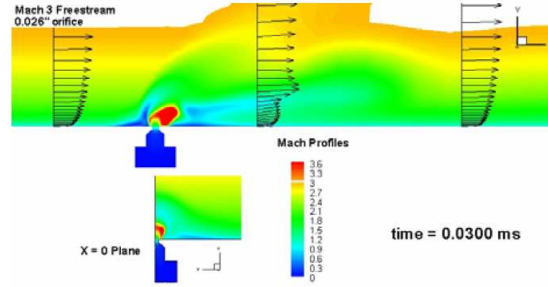 Mach 3 Freestream
0.026" orifice
Y
Mach Profiles
3.6
3.3
3.0
2.7
2.4
2.1
1.8
1.5
1.2
0.9
0.6
0.3
0
X = 0 Plane
time = 0.0300 ms